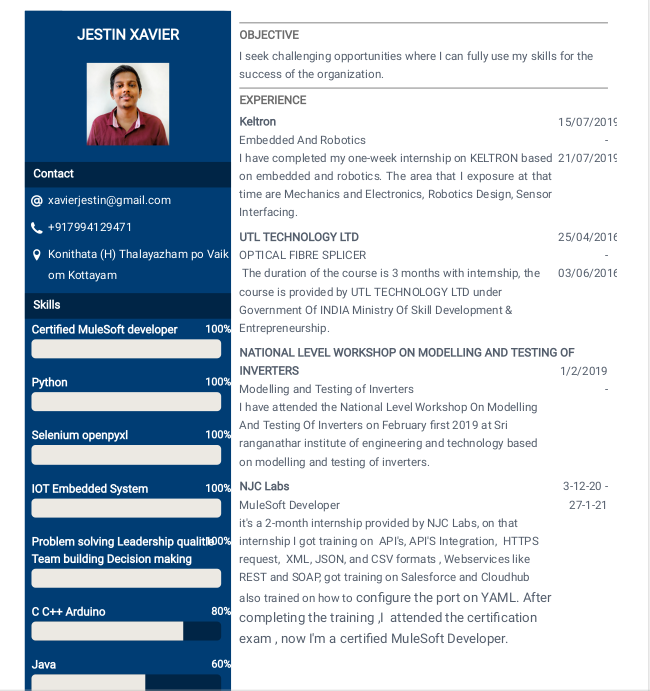 JESTIN XAVIER
Contact
xavierjestin@gmail.com
+917994129471
Konithata (H) Thalayazham po Vaik
om Kottayam
Skills
Certified MuleSoft developer 100%
Python 100%
Selenium openpyxl 100%
IOT Embedded System 100%
Problem solving Leadership qualitie 100%
Team building Decision making
C C++ Arduino 80%
Java 60%
OBJECTIVE
I seek challenging opportunities where I can fully use my skills for the
success of the organization.
EXPERIENCE
Keltron 15/07/2019
Embedded And Robotics -
I have completed my one-week internship on KELTRON based 21/07/2019
on embedded and robotics. The area that I exposure at that
time are Mechanics and Electronics, Robotics Design, Sensor
Interfacing.
UTL TECHNOLOGY LTD 25/04/2016
OPTICAL FIBRE SPLICER -
The duration of the course is 3 months with internship, the 03/06/2016
course is provided by UTL TECHNOLOGY LTD under
Government Of INDIA Ministry Of Skill Development &
Entrepreneurship.
NATIONAL LEVEL WORKSHOP ON MODELLING AND TESTING OF
INVERTERS 1/2/2019
Modelling and Testing of Inverters -
I have attended the National Level Workshop On Modelling
And Testing Of Inverters on February first 2019 at Sri
ranganathar institute of engineering and technology based
on modelling and testing of inverters.
NJC Labs 3-12-20 -
MuleSoft Developer 27-1-21
it's a 2-month internship provided by NJC Labs, on that
internship I got training on API's, API'S Integration, HTTPS
request, XML, JSON, and CSV formats , Webservices like
REST and SOAP, got training on Salesforce and Cloudhub
also trained on how to configure the port on YAML. After
completing the training ,I attended the certification
exam , now I'm a certified MuleSoft Developer.